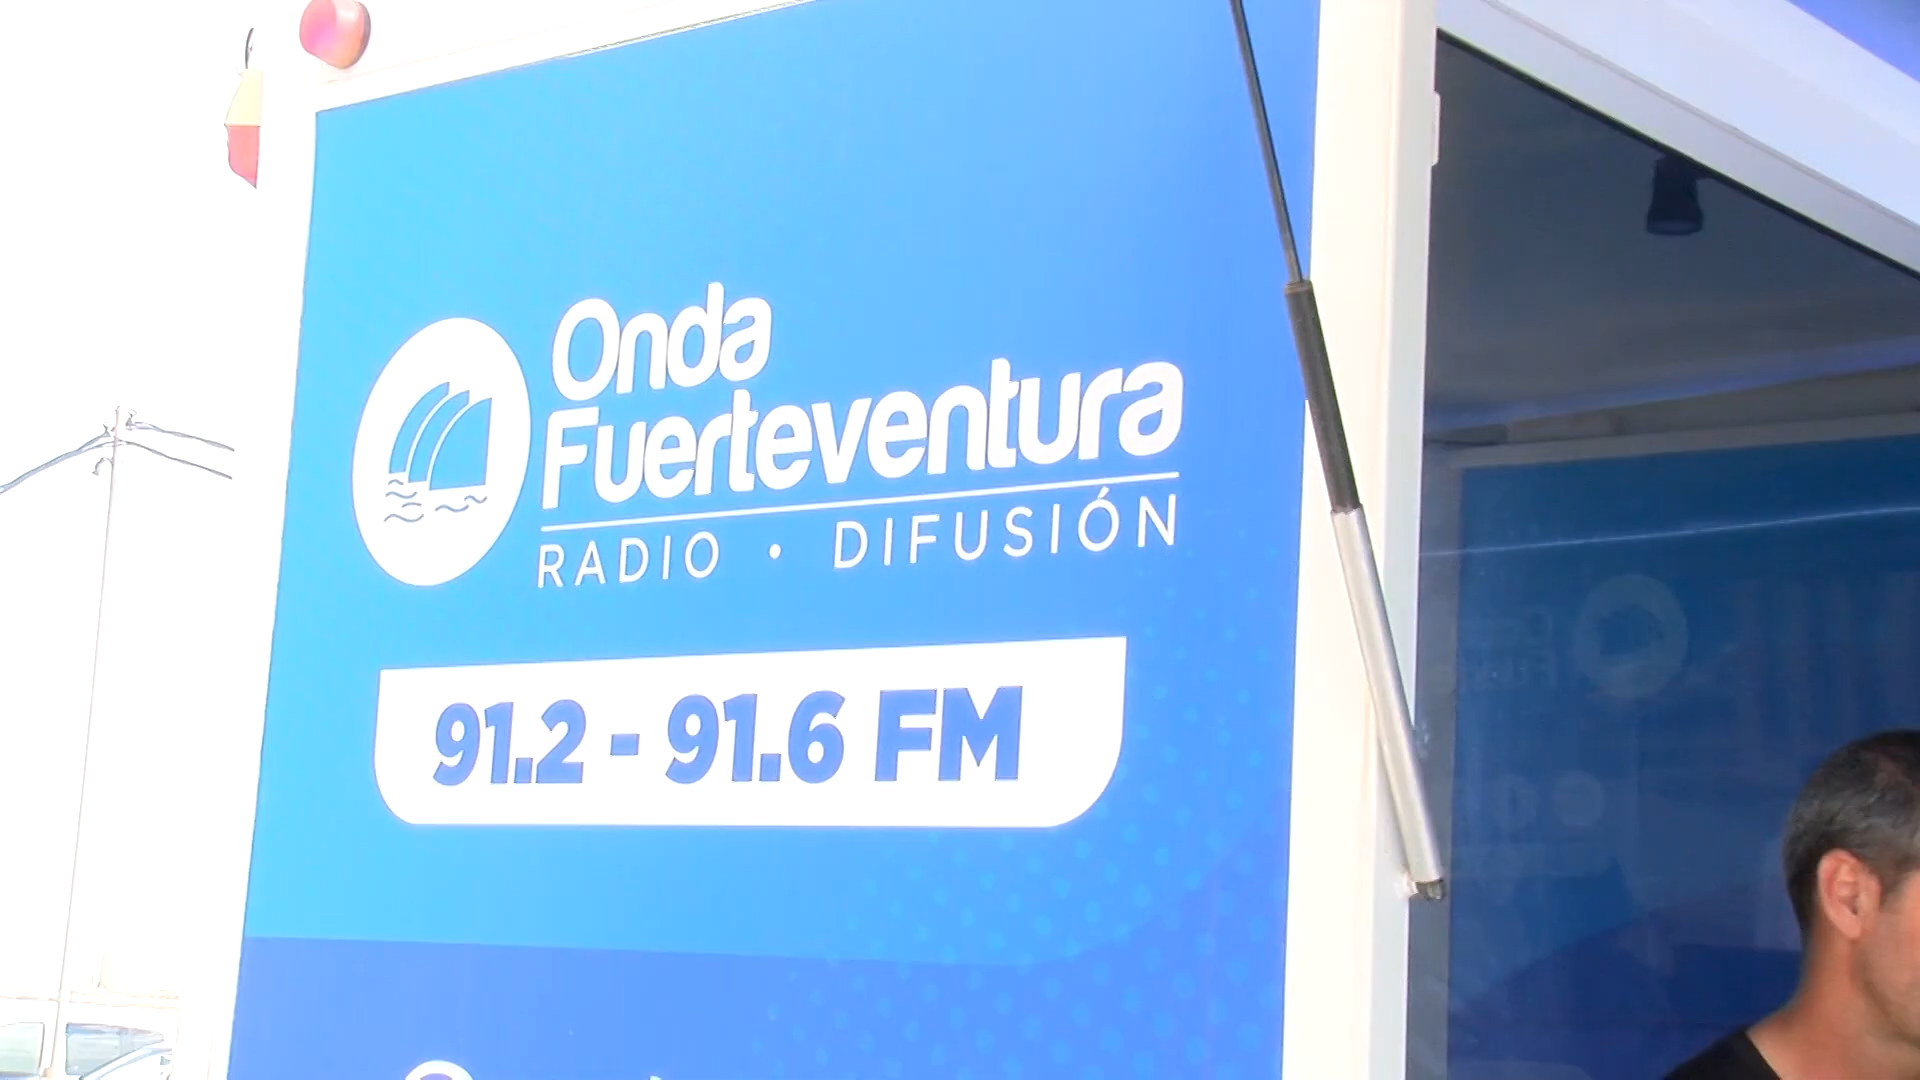 Onda
Fuerteventura
RADIO • DIFUSIÓN
91.2 - 91.6 FM